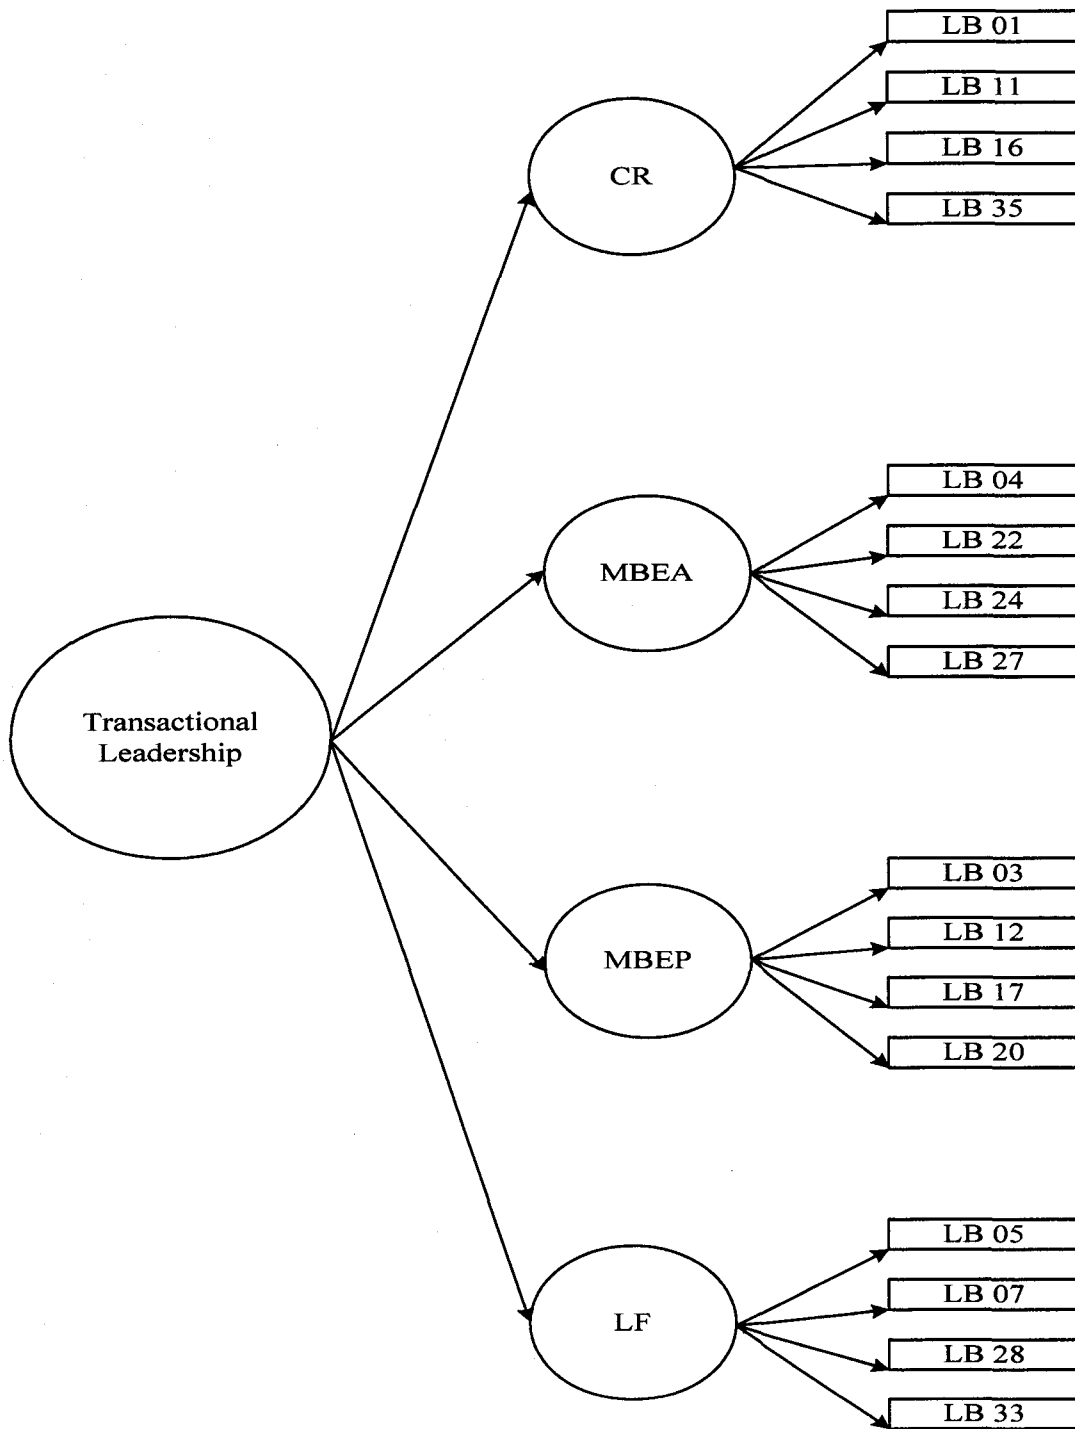 LB 01
LB 11
CR
LB 16
LB 35
LB 04
LB 22
MBEA
LB 24
LB 27
Transactional
Leadership
LB 03
LB 12
MBEP
LB 17
LB 20
LB 05
LB 07
LF
LB 28
LB 33